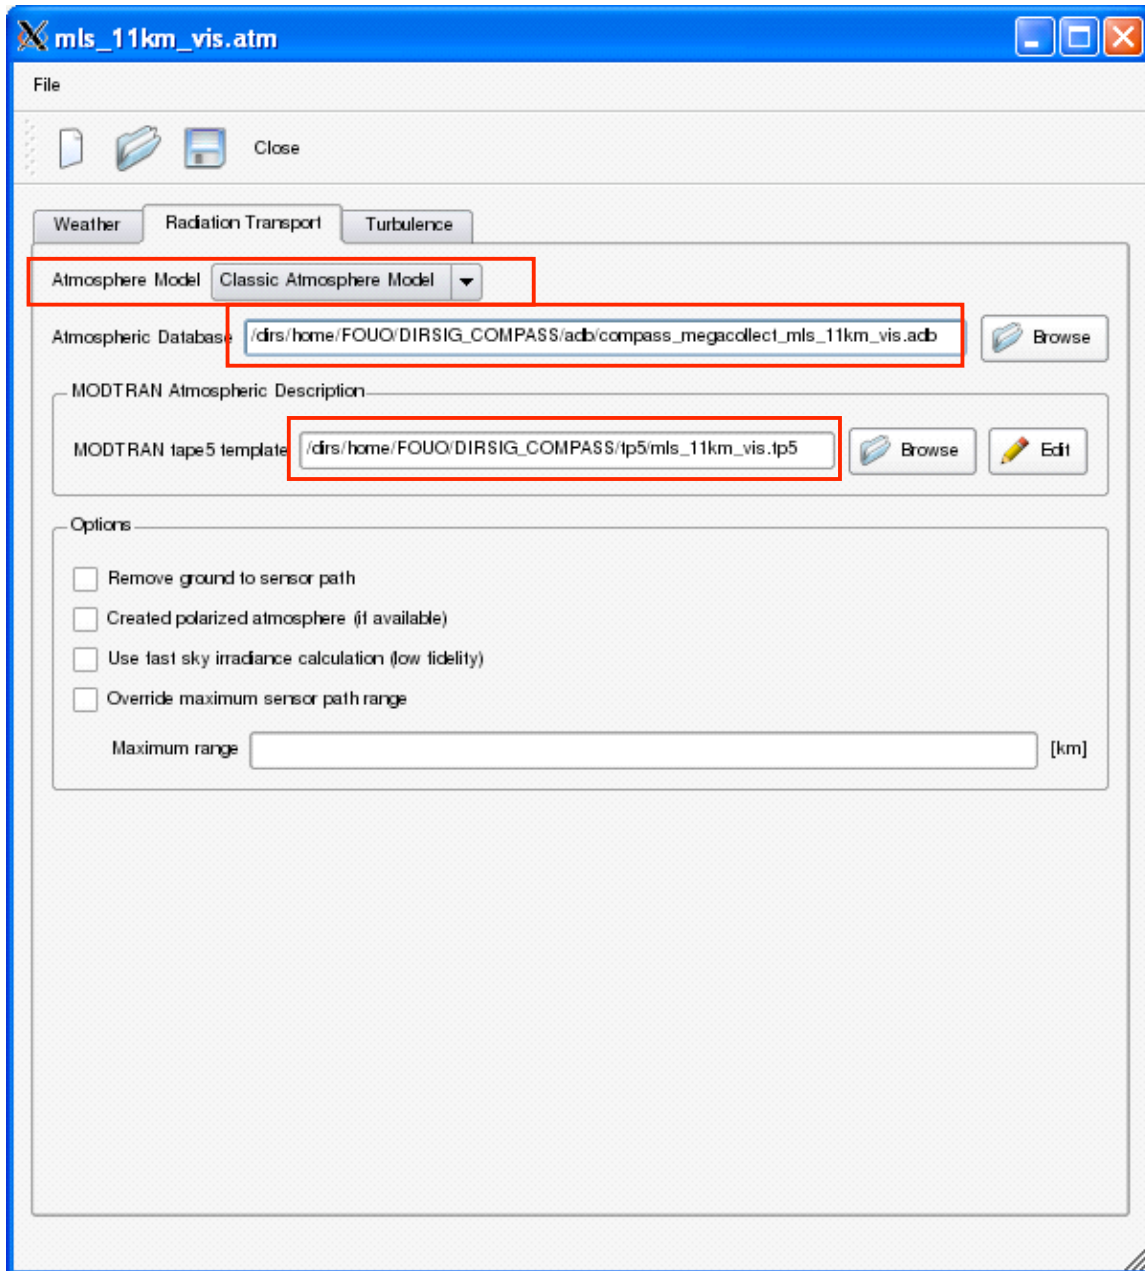 mls_11km_vis.atm
File
Close
Weather Radiation Transport Turbulence
Atmosphere Model Classic Atmosphere Model
Atmospheric Database /dirs/home/FOUO/DIRSIG_COMPASS/adb/compass_megacollect_mls_11km_vis.adb Browse
MODTRAN Atmospheric Description
MODTRAN tape5 template /dirs/home/FOUO/DIRSIG_COMPASS/tp5/mls_11km_vis.tp5 Browse Edit
Options
Remove ground to sensor path
Created polarized atmosphere (if available)
Use fast sky irradiance calculation (low fidelity)
Override maximum sensor path range
Maximum range [km]